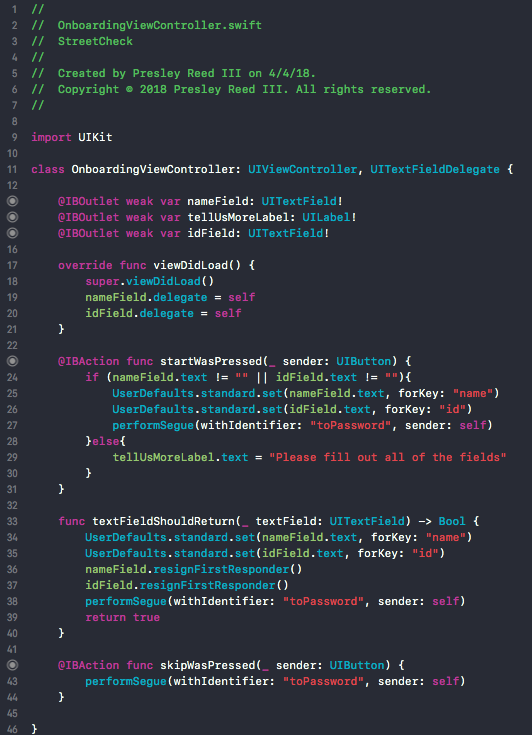 1 //
2 //  OnboardingViewController.swift
3 //  StreetCheck
4 //
5 //  Created by Presley Reed III on 4/4/18.
6 //  Copyright © 2018 Presley Reed III. All rights reserved.
7 //
8
9 import UIKit
10
11 class OnboardingViewController: UIViewController, UITextFieldDelegate {
12
    @IBOutlet weak var nameField: UITextField!
    @IBOutlet weak var tellUsMoreLabel: UILabel!
    @IBOutlet weak var idField: UITextField!
16
17     override func viewDidLoad() {
18         super.viewDidLoad()
19         nameField.delegate = self
20         idField.delegate = self
21     }
22
    @IBAction func startWasPressed(_ sender: UIButton) {
24         if (nameField.text != "" || idField.text != ""){
25             UserDefaults.standard.set(nameField.text, forKey: "name")
26             UserDefaults.standard.set(idField.text, forKey: "id")
27             performSegue(withIdentifier: "toPassword", sender: self)
28         }else{
29             tellUsMoreLabel.text = "Please fill out all of the fields"
30         }
31     }
32
33     func textFieldShouldReturn(_ textField: UITextField) -> Bool {
34         UserDefaults.standard.set(nameField.text, forKey: "name")
35         UserDefaults.standard.set(idField.text, forKey: "id")
36         nameField.resignFirstResponder()
37         idField.resignFirstResponder()
38         performSegue(withIdentifier: "toPassword", sender: self)
39         return true
40     }
41
    @IBAction func skipWasPressed(_ sender: UIButton) {
43         performSegue(withIdentifier: "toPassword", sender: self)
44     }
45
46 }